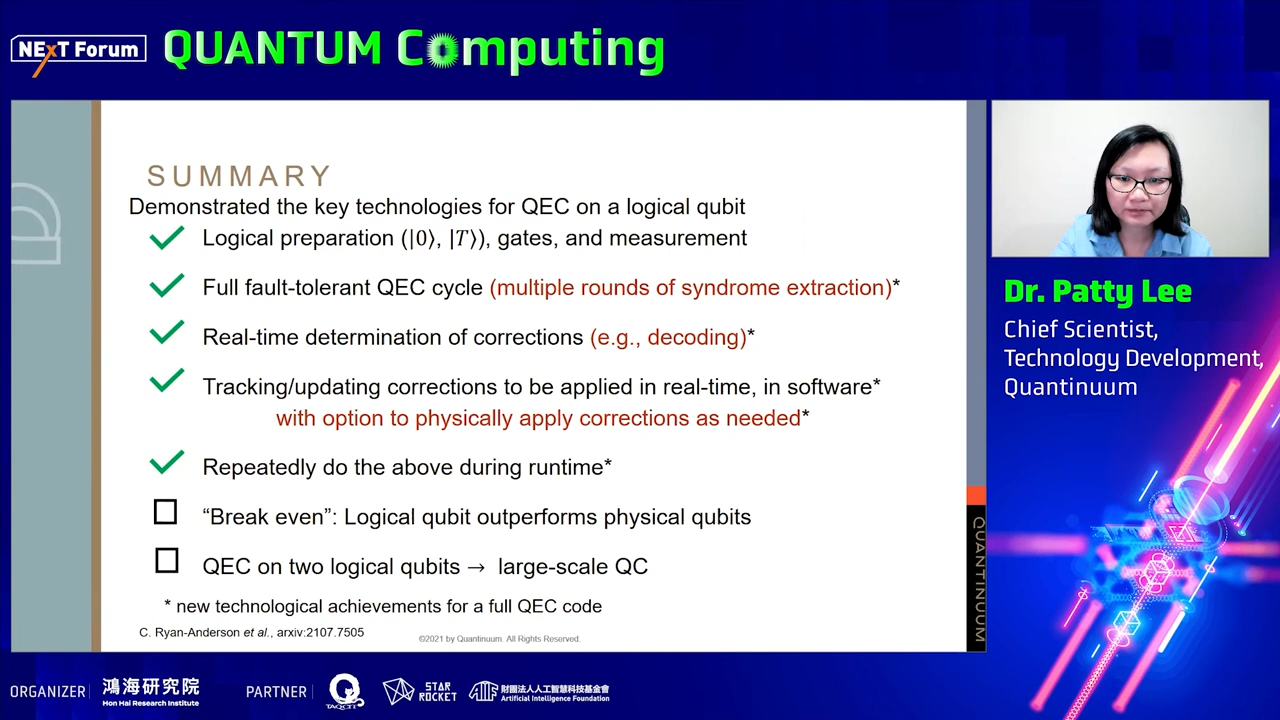 NExT Forum QUANTUM Computing
SUMMARY
Demonstrated the key technologies for QEC on a logical qubit
Logical preparation (|0⟩, |T⟩), gates, and measurement
Full fault-tolerant QEC cycle (multiple rounds of syndrome extraction)*
Real-time determination of corrections (e.g., decoding)*
Tracking/updating corrections to be applied in real-time, in software*
with option to physically apply corrections as needed*
Repeatedly do the above during runtime*
“Break even”: Logical qubit outperforms physical qubits
QEC on two logical qubits → large-scale QC
* new technological achievements for a full QEC code
C. Ryan-Anderson et al., arxiv:2107.7505
©2021 by Quantinuum. All Rights Reserved.
QUANTINUUM
Dr. Patty Lee
Chief Scientist,
Technology Development,
Quantinuum
ORGANIZER 鴻海研究院
Hon Hai Research Institute
PARTNER
TAQCIT
STAR
ROCKET
AIF 財團法人人工智慧科技基金會
Artificial Intelligence Foundation